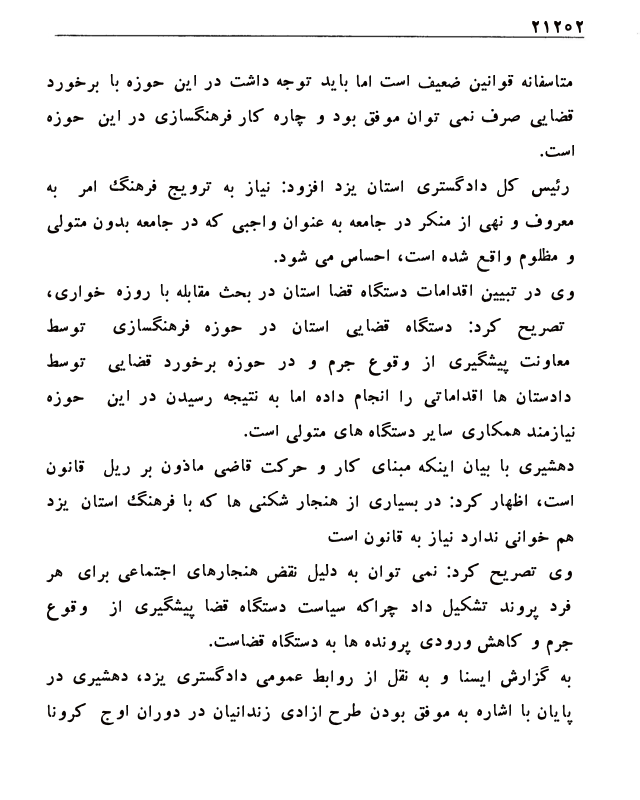 ۲۱۲۵۲
متاسفانه قوانین ضعیف است اما باید توجه داشت در این حوزه با برخورد
قضایی صرف نمی توان موفق بود و چاره کار فرهنگسازی در این حوزه
است.
رئیس کل دادگستری استان یزد افزود: نیاز به ترویج فرهنگ امر به
معروف و نهی از منکر در جامعه به عنوان واجبی که در جامعه بدون متولی
و مظلوم واقع شده است، احساس می شود.
وی در تبیین اقدامات دستگاه قضا استان در بحث مقابله با روزه خواری،
تصریح کرد: دستگاه قضایی استان در حوزه فرهنگسازی توسط
معاونت پیشگیری از وقوع جرم و در حوزه برخورد قضایی توسط
دادستان ها اقداماتی را انجام داده اما به نتیجه رسیدن در این حوزه
نیازمند همکاری سایر دستگاه های متولی است.
دهشیری با بیان اینکه مبنای کار و حرکت قاضی ماذون بر ریل قانون
است، اظهار کرد: در بسیاری از هنجار شکنی ها که با فرهنگ استان یزد
هم خوانی ندارد نیاز به قانون است
وی تصریح کرد: نمی توان به دلیل نقض هنجارهای اجتماعی برای هر
فرد پروند تشکیل داد چراکه سیاست دستگاه قضا پیشگیری از وقوع
جرم و کاهش ورودی پرونده ها به دستگاه قضاست.
به گزارش ایسنا و به نقل از روابط عمومی دادگستری یزد، دهشیری در
پایان با اشاره به موفق بودن طرح ازادی زندانیان در دوران اوج کرونا